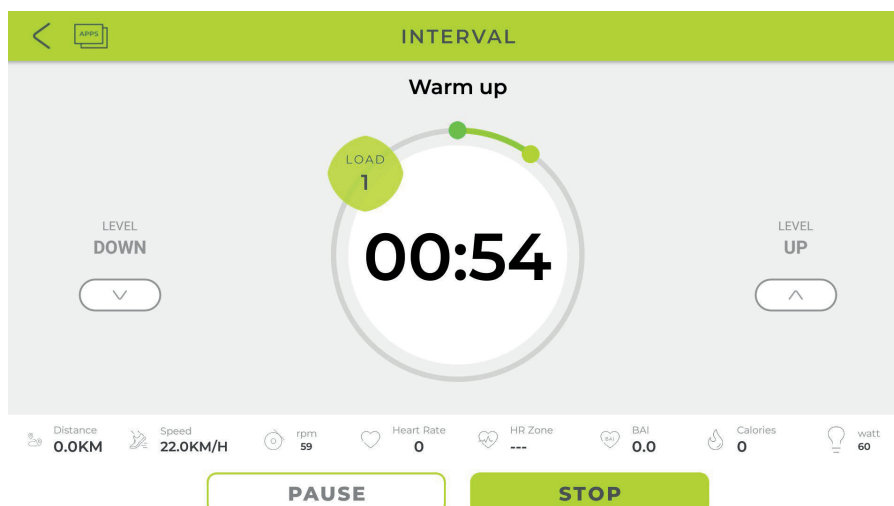 APPS
INTERVAL
Warm up
LOAD
1
00:54
LEVEL
DOWN
LEVEL
UP
Distance
0.0KM
Speed
22.0KM/H
rpm
59
Heart Rate
0
HR Zone
---
BAI
BAI
0.0
Calories
0
watt
60
PAUSE
STOP